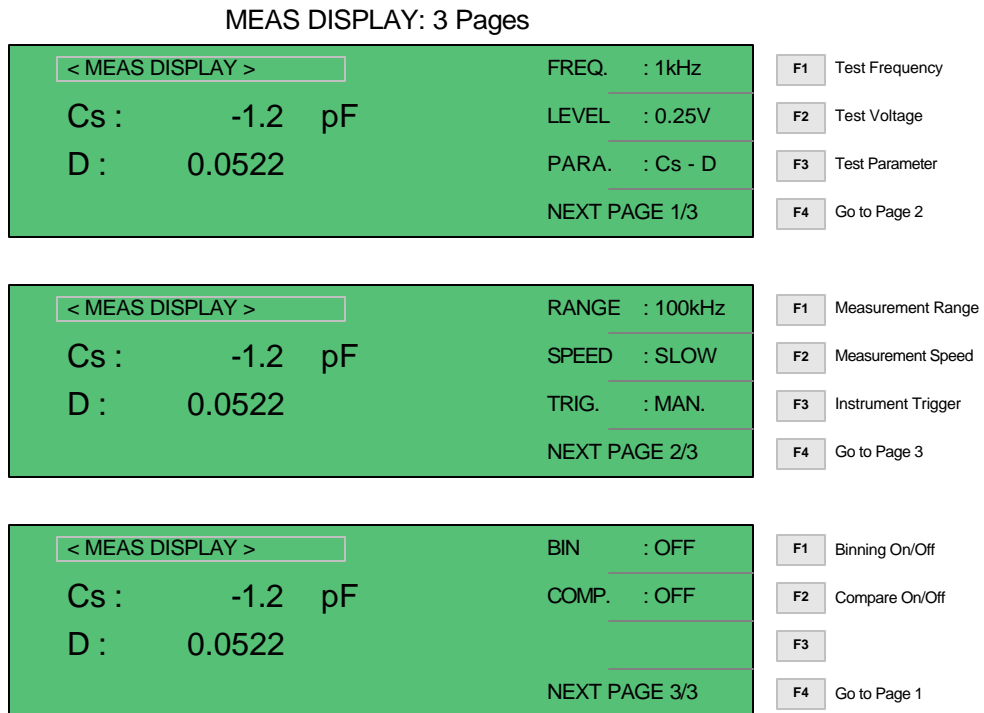 MEAS DISPLAY: 3 Pages
< MEAS DISPLAY >
FREQ. : 1kHz
F1 Test Frequency
Cs : -1.2 pF
LEVEL : 0.25V
F2 Test Voltage
D : 0.0522
PARA. : Cs - D
F3 Test Parameter
NEXT PAGE 1/3
F4 Go to Page 2
< MEAS DISPLAY >
RANGE : 100kHz
F1 Measurement Range
Cs : -1.2 pF
SPEED : SLOW
F2 Measurement Speed
D : 0.0522
TRIG. : MAN.
F3 Instrument Trigger
NEXT PAGE 2/3
F4 Go to Page 3
< MEAS DISPLAY >
BIN : OFF
F1 Binning On/Off
Cs : -1.2 pF
COMP. : OFF
F2 Compare On/Off
D : 0.0522
F3
NEXT PAGE 3/3
F4 Go to Page 1